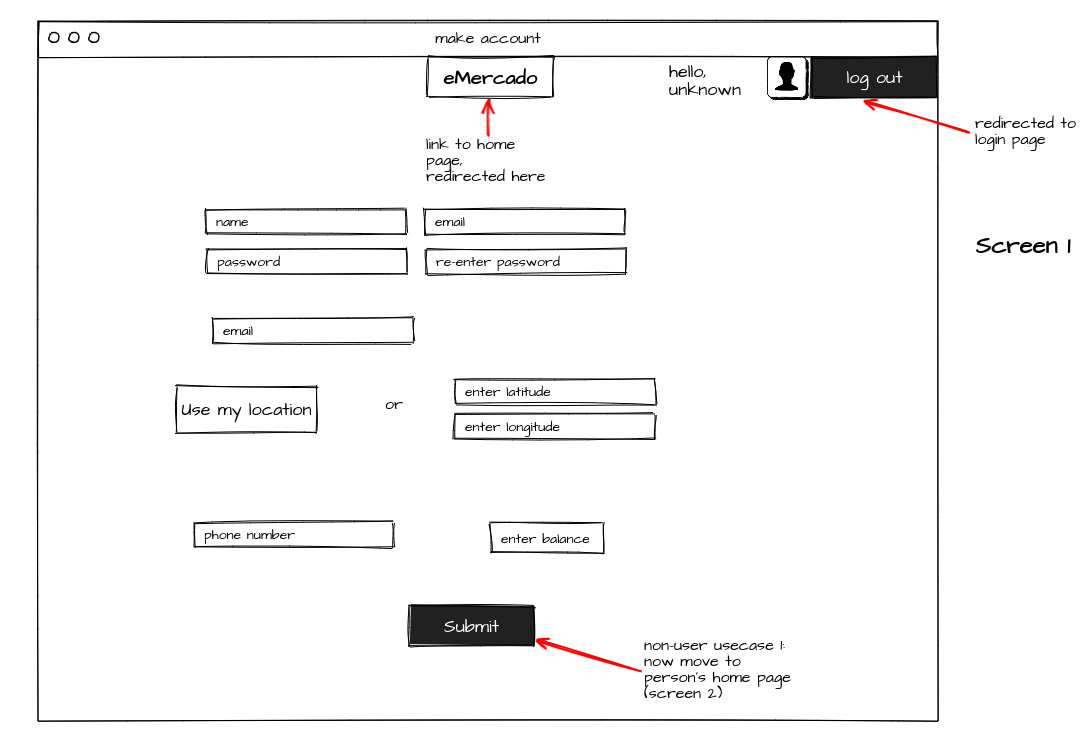 make account
eMercado
hello,
unknown
log out
link to home
page,
redirected here
redirected to
login page
name
email
password
re-enter password
Screen 1
email
Use my location
or
enter latitude
enter longitude
phone number
enter balance
Submit
non-user usecase 1:
now move to
person's home page
(screen 2)